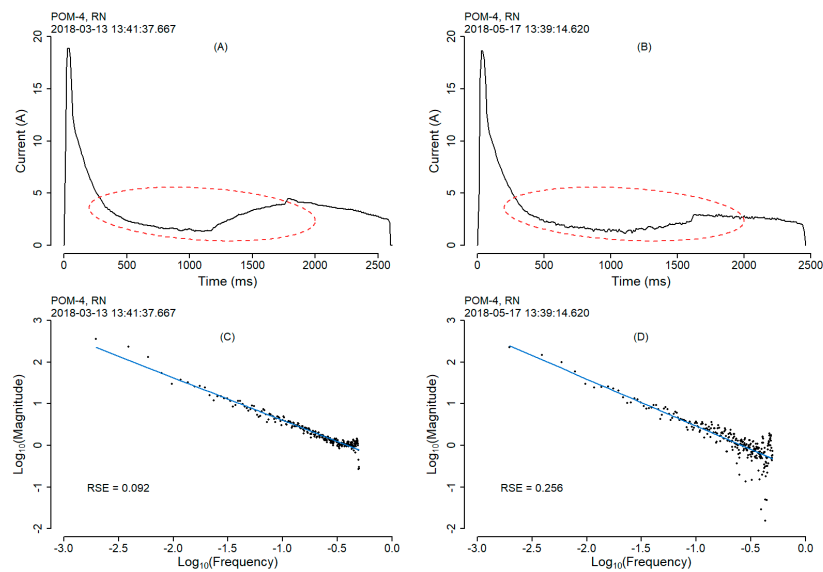 POM-4, RN
2018-03-13 13:41:37.667
(A)
Current (A)
20
15
10
5
0
0 500 1000 1500 2000 2500
Time (ms)
POM-4, RN
2018-05-17 13:39:14.620
(B)
Current (A)
20
15
10
5
0
0 500 1000 1500 2000 2500
Time (ms)
POM-4, RN
2018-03-13 13:41:37.667
(C)
Log10(Magnitude)
3
2
1
0
-1
-2
RSE = 0.092
-3.0 -2.5 -2.0 -1.5 -1.0 -0.5 0.0
Log10(Frequency)
POM-4, RN
2018-05-17 13:39:14.620
(D)
Log10(Magnitude)
3
2
1
0
-1
-2
RSE = 0.256
-3.0 -2.5 -2.0 -1.5 -1.0 -0.5 0.0
Log10(Frequency)